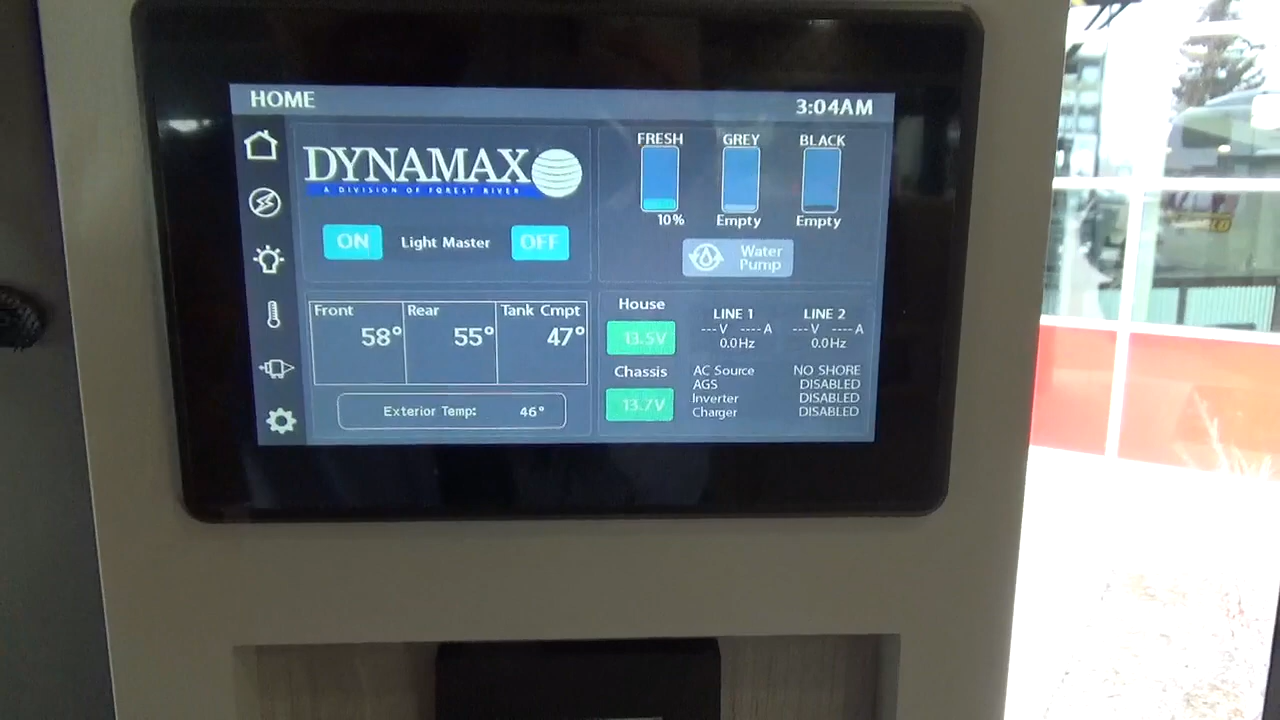 HOME
3:04AM
DYNAMAX
A DIVISION OF FOREST RIVER
ON
Light Master
OFF
FRESH
GREY
BLACK
10%
Empty
Empty
Water
Pump
Front
Rear
Tank Cmpt
58°
55°
47°
Exterior Temp: 46°
House
13.5V
Chassis
13.7V
LINE 1
LINE 2
--- V ---- A
--- V ---- A
0.0Hz
0.0Hz
AC Source NO SHORE
AGS DISABLED
Inverter DISABLED
Charger DISABLED